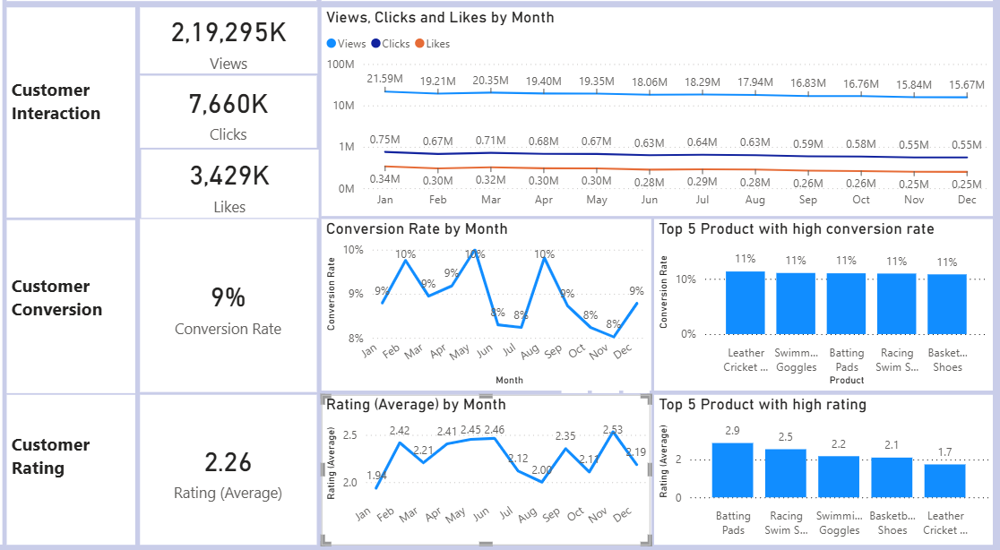 Customer
Interaction
2,19,295K
Views
7,660K
Clicks
3,429K
Likes
Views, Clicks and Likes by Month
Views Clicks Likes
100M
10M
1M
0M
21.59M 19.21M 20.35M 19.40M 19.35M 18.06M 18.29M 17.94M 16.83M 16.76M 15.84M 15.67M
0.75M 0.67M 0.71M 0.68M 0.67M 0.63M 0.64M 0.63M 0.59M 0.58M 0.55M 0.55M
0.34M 0.30M 0.32M 0.30M 0.30M 0.28M 0.29M 0.28M 0.26M 0.26M 0.25M 0.25M
Jan Feb Mar Apr May Jun Jul Aug Sep Oct Nov Dec
Customer
Conversion
9%
Conversion Rate
Conversion Rate by Month
Conversion Rate
10%
9%
8%
9% 10% 9% 9% 10% 8% 8% 10% 9% 8% 8% 9%
Jan Feb Mar Apr May Jun Jul Aug Sep Oct Nov Dec
Month
Top 5 Product with high conversion rate
Conversion Rate
10%
0%
11% 11% 11% 11% 11%
Leather Swimm... Batting Racing Basket...
Cricket ... Goggles Pads Swim S... Shoes
Product
Customer
Rating
2.26
Rating (Average)
Rating (Average) by Month
Rating (Average)
2.5
2.0
1.94 2.42 2.21 2.41 2.45 2.46 2.12 2.00 2.35 2.11 2.53 2.19
Jan Feb Mar Apr May Jun Jul Aug Sep Oct Nov Dec
Top 5 Product with high rating
Rating (Average)
2
0
2.9 2.5 2.2 2.1 1.7
Batting Racing Swimmi... Basketb... Leather
Pads Swim S... Goggles Shoes Cricket ...